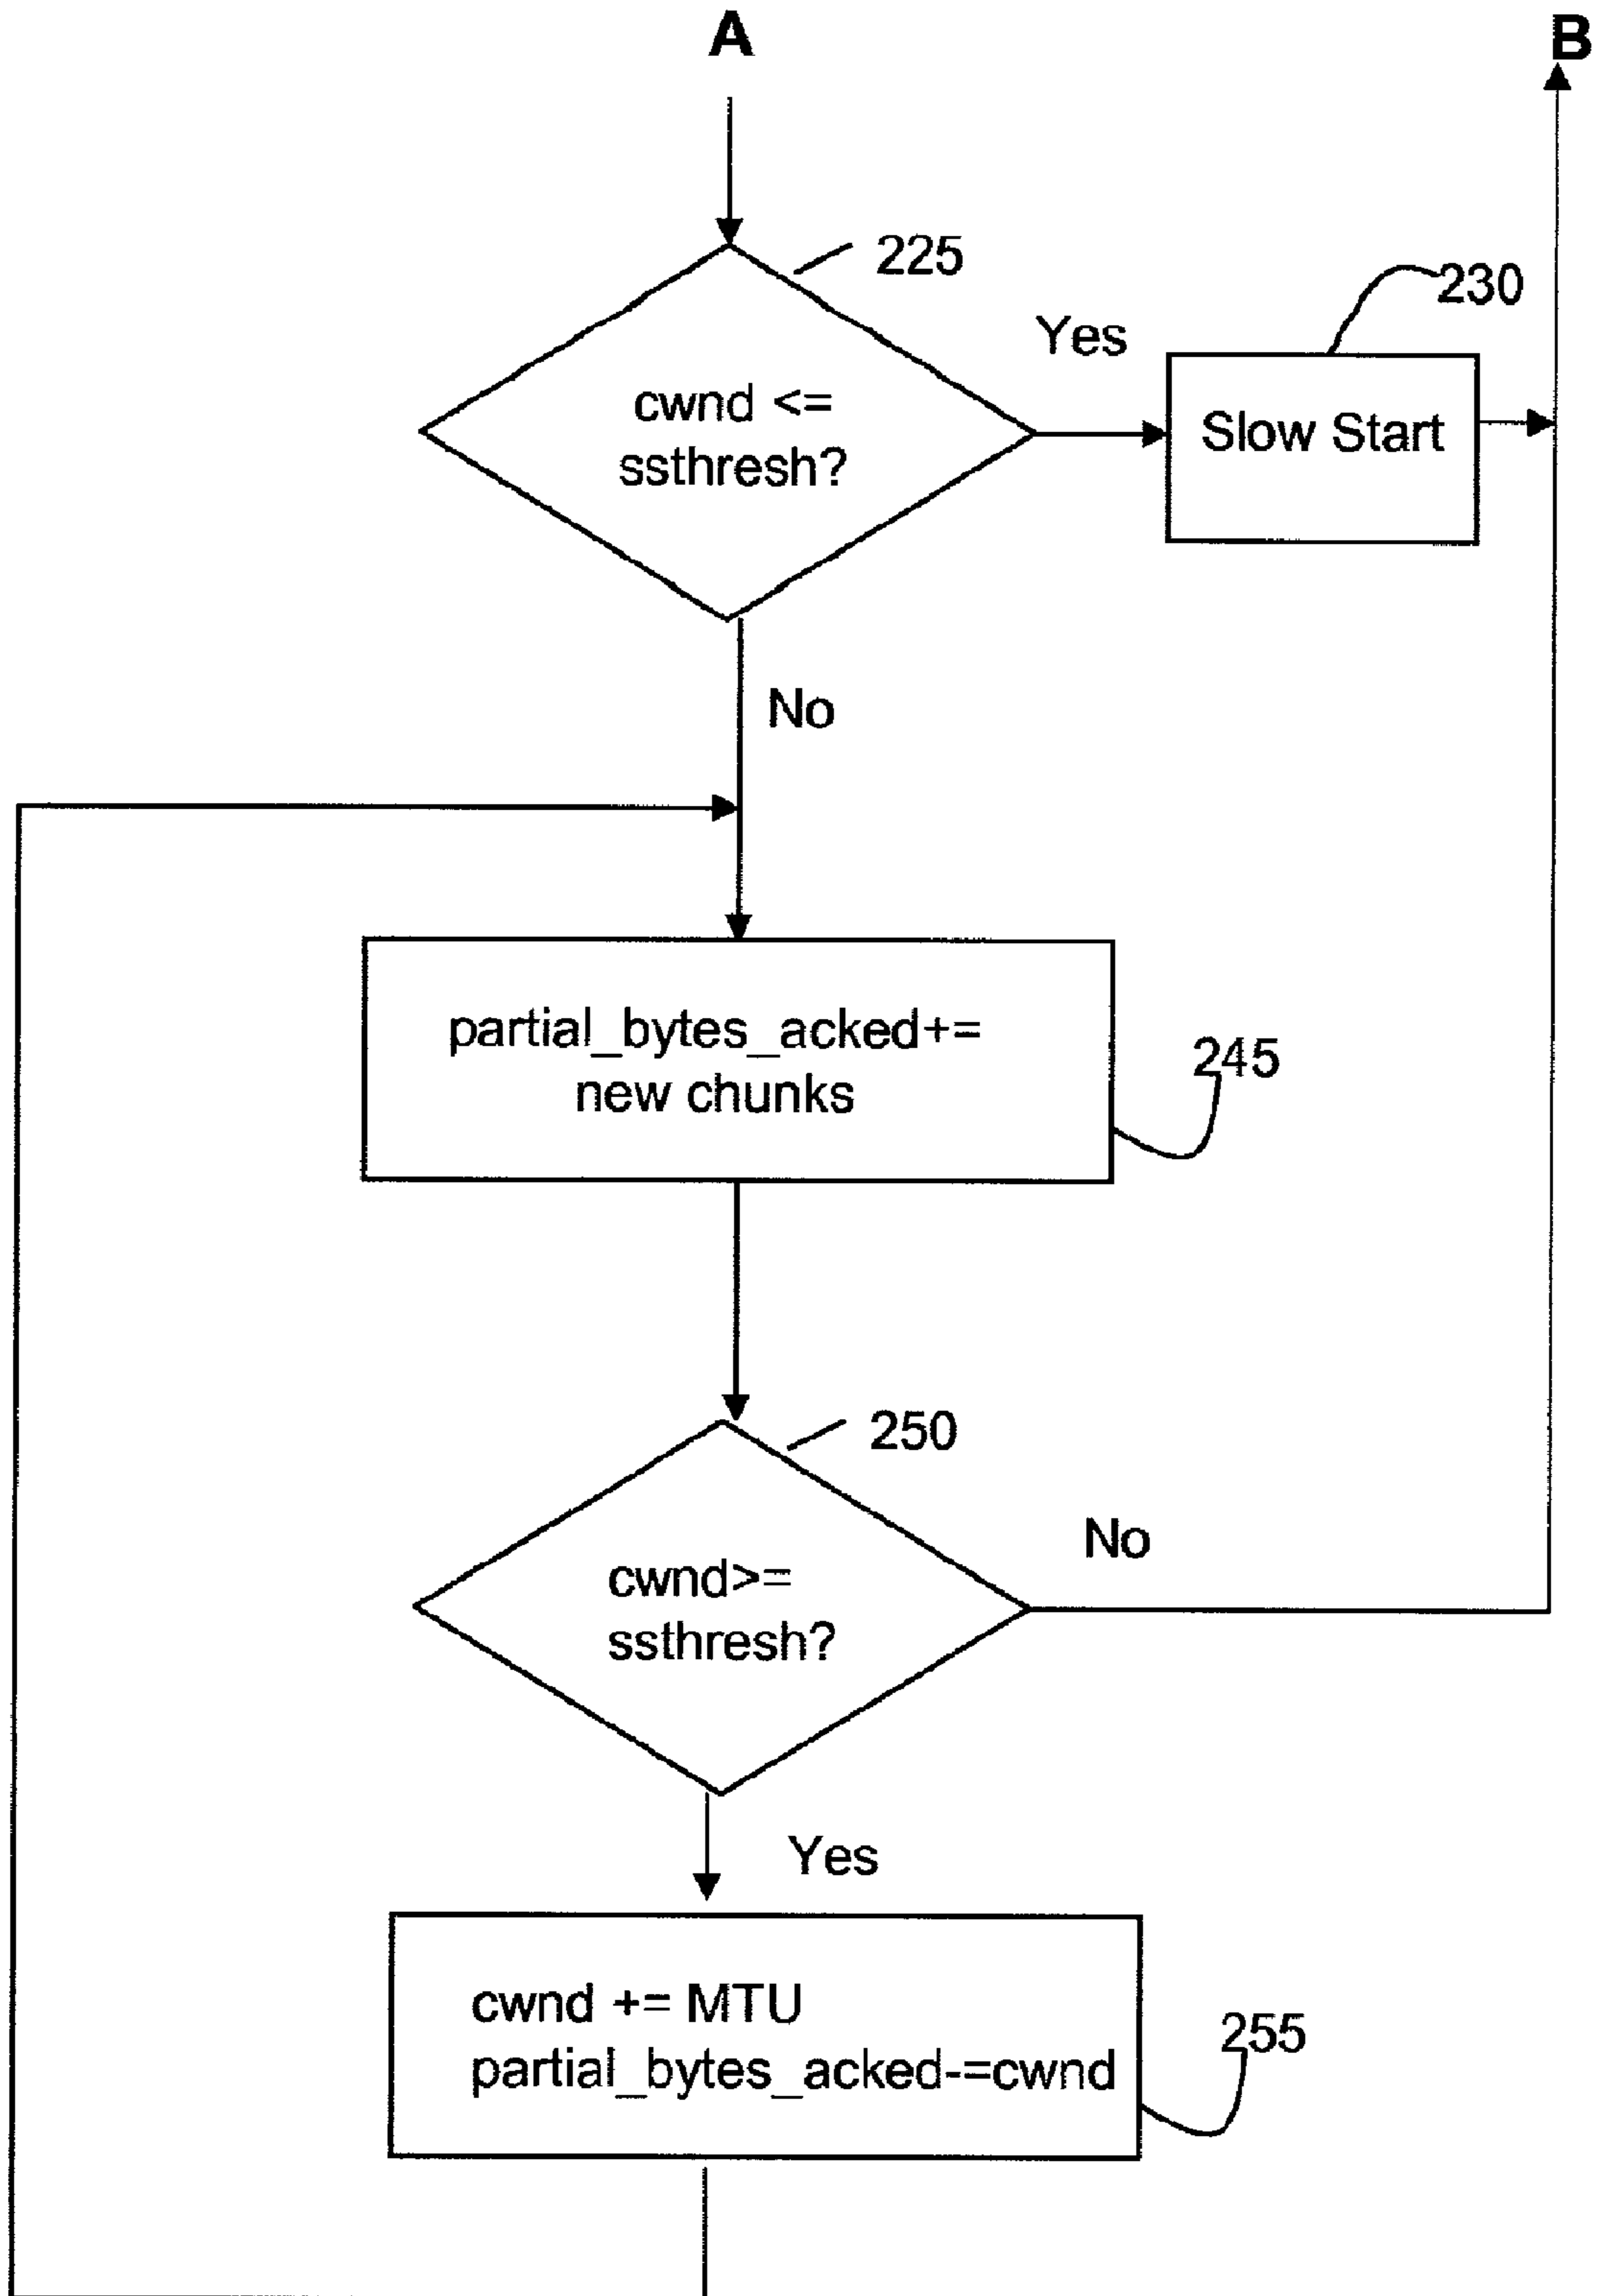 A
B
225
230
Yes
cwnd <=
ssthresh?
Slow Start
No
partial_bytes_acked+=
new chunks
245
250
No
cwnd>=
ssthresh?
Yes
cwnd += MTU
partial_bytes_acked-=cwnd
255